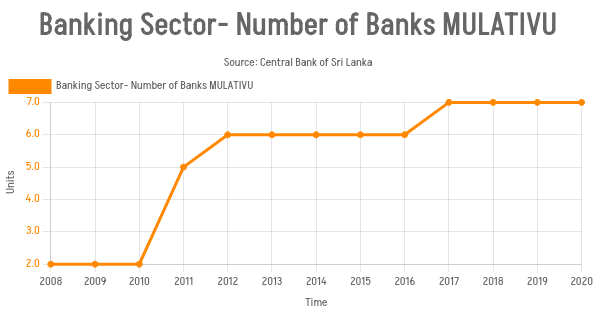 Banking Sector- Number of Banks MULATIVU
Source: Central Bank of Sri Lanka
Banking Sector- Number of Banks MULATIVU
7.0
6.0
5.0
4.0
3.0
2.0
Units
2008 2009 2010 2011 2012 2013 2014 2015 2016 2017 2018 2019 2020
Time